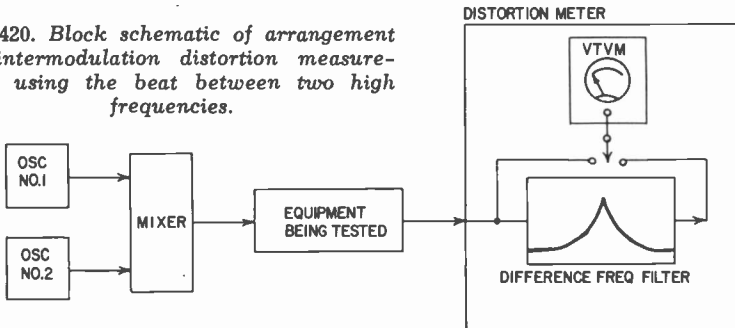 420. Block schematic of arrangement
intermodulation distortion measure-
using the beat between two high
frequencies.
DISTORTION METER
VTVM
OSC
NO.1
MIXER
EQUIPMENT
BEING TESTED
OSC
NO.2
DIFFERENCE FREQ FILTER